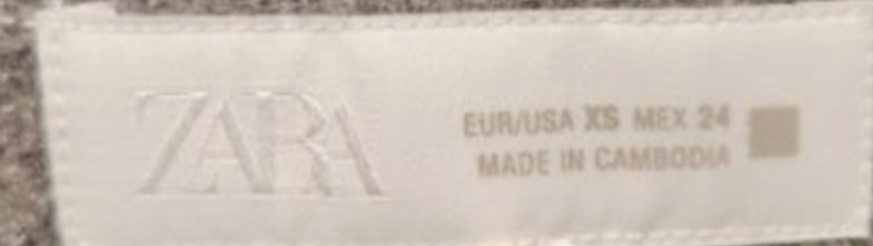 ZARA
EUR/USA XS MEX 24
MADE IN CAMBODIA